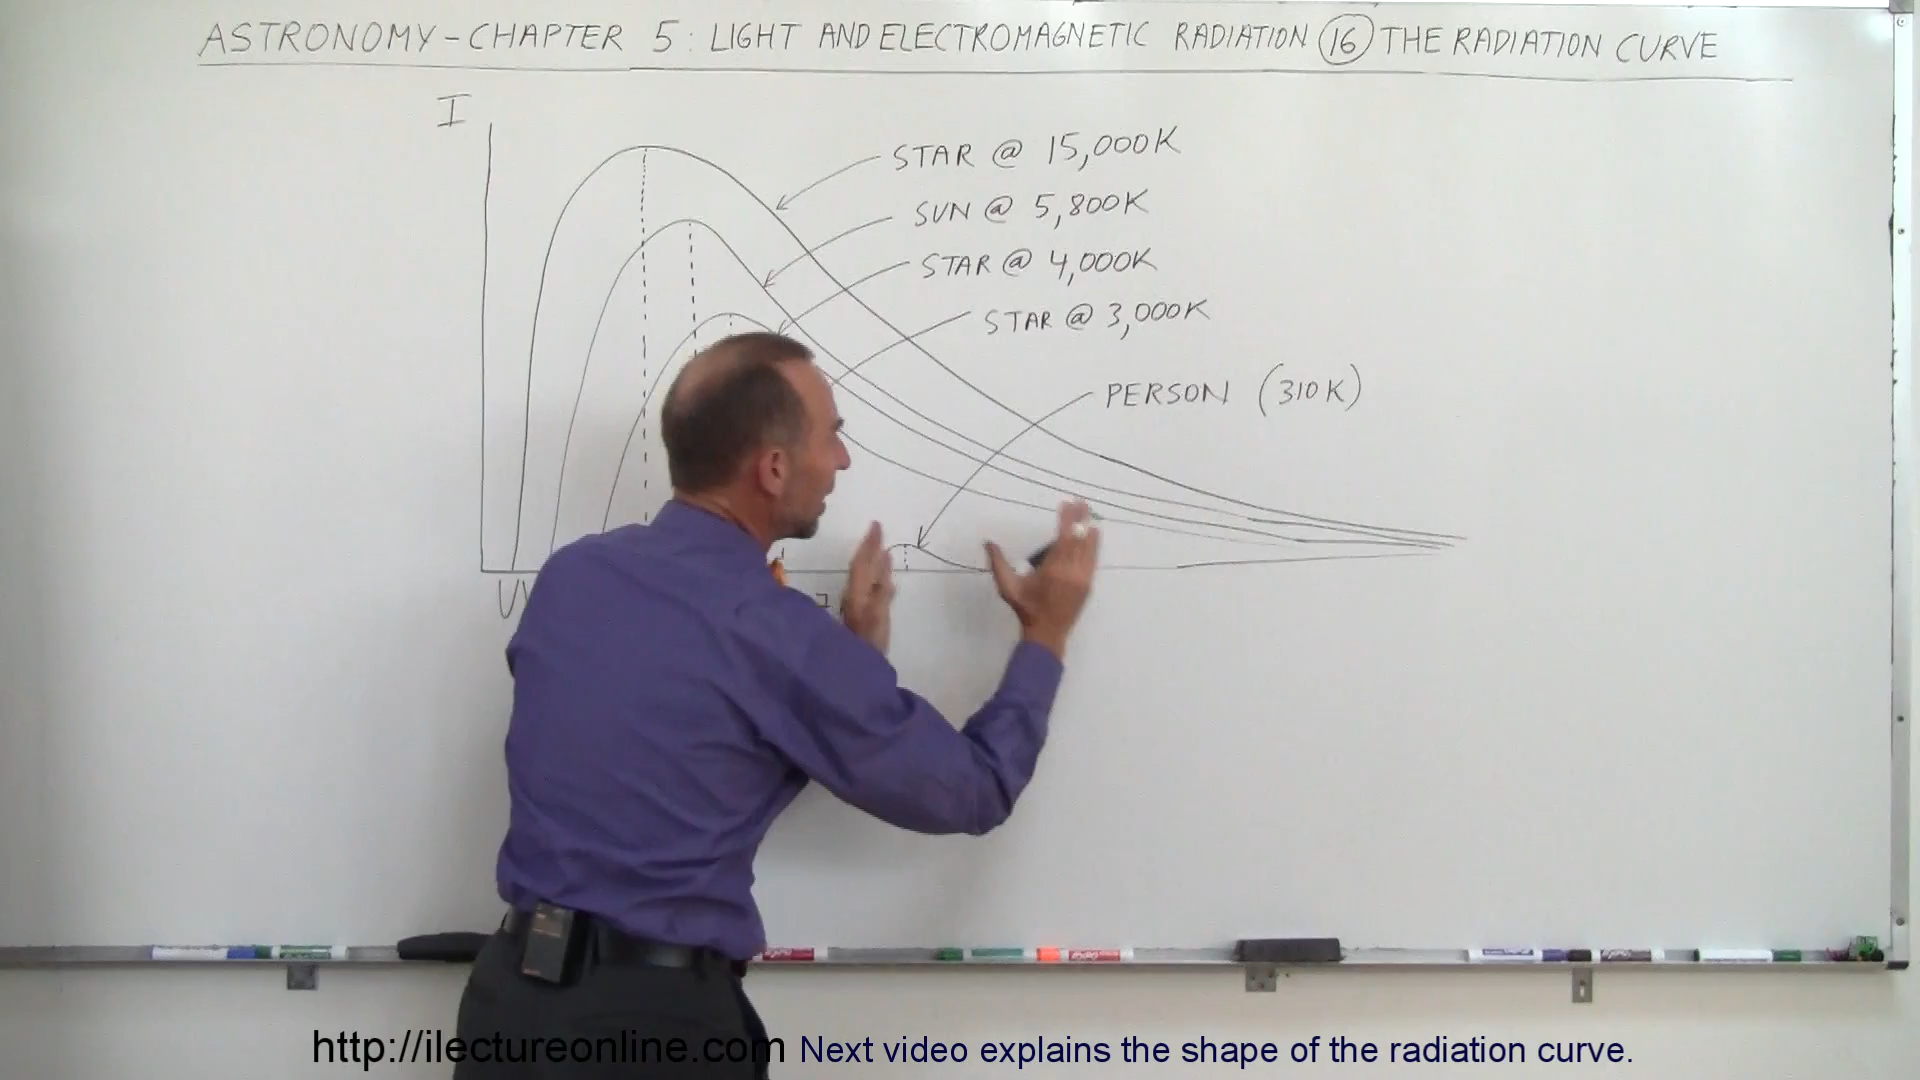 ASTRONOMY - CHAPTER 5: LIGHT AND ELECTROMAGNETIC RADIATION 16 THE RADIATION CURVE
I
STAR @ 15,000K
SUN @ 5,800K
STAR @ 4,000K
STAR @ 3,000K
PERSON (310K)
http://ilectureonline.com Next video explains the shape of the radiation curve.